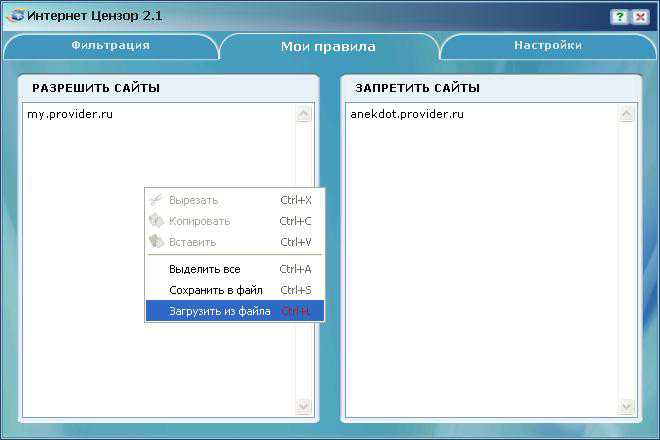 Интернет Цензор 2.1
Фильтрация Мои правила Настройки
РАЗРЕШИТЬ САЙТЫ ЗАПРЕТИТЬ САЙТЫ
my.provider.ru anekdot.provider.ru
Вырезать Ctrl+X
Копировать Ctrl+C
Вставить Ctrl+V
Выделить все Ctrl+A
Сохранить в файл Ctrl+S
Загрузить из файла Ctrl+L